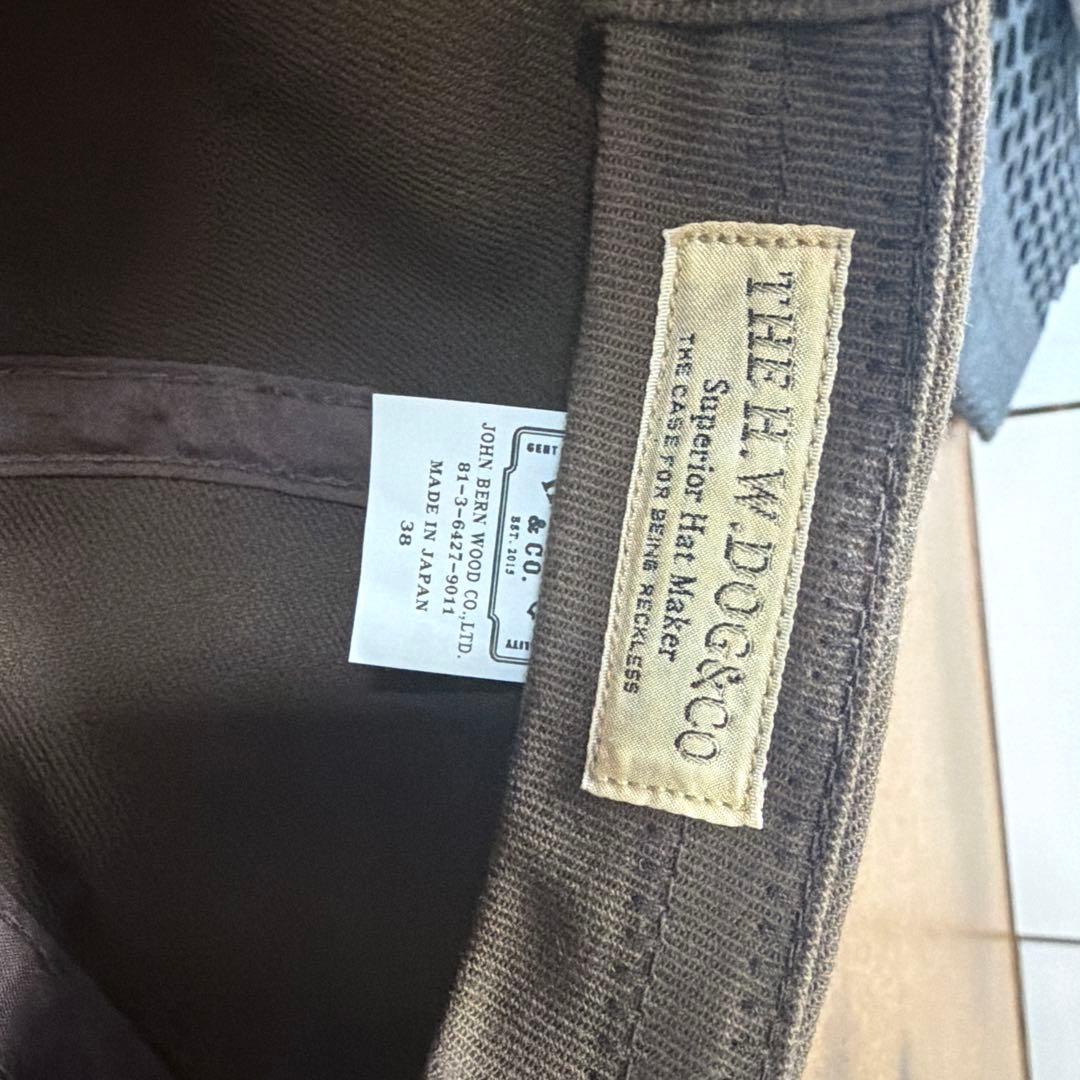 THE H.W.DOG&CO
Superior Hat Maker
THE CASE FOR BEING RECKLESS
GENT
& CO.
EST. 2015
LITY
JOHN BERN WOOD CO.,LTD.
81-3-6427-9011
MADE IN JAPAN
38